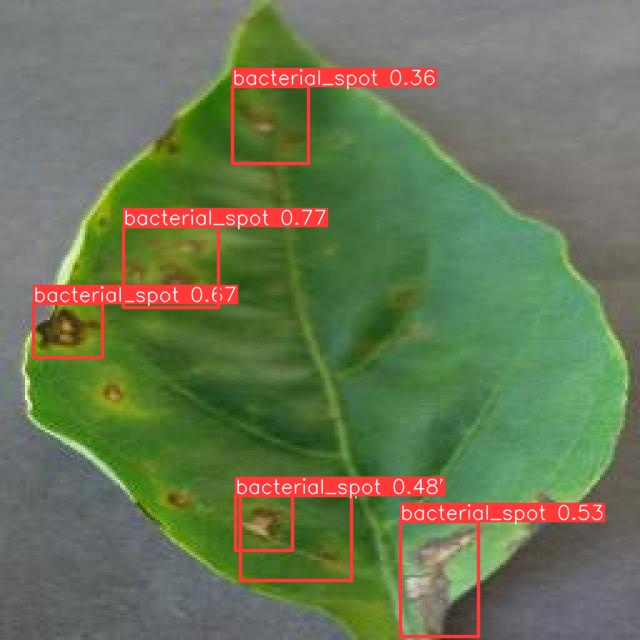 bacterial_spot 0.36
bacterial_spot 0.77
bacterial_spot 0.67
bacterial_spot 0.48
bacterial_spot 0.53